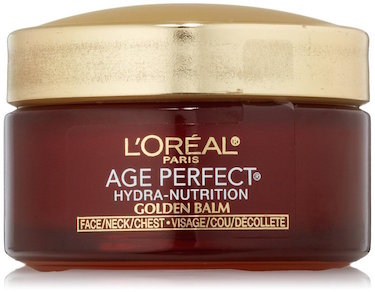 L'ORÉAL
PARIS
AGE PERFECT®
HYDRA-NUTRITION
GOLDEN BALM
FACE/NECK/CHEST • VISAGE/COU/DECOLLETE